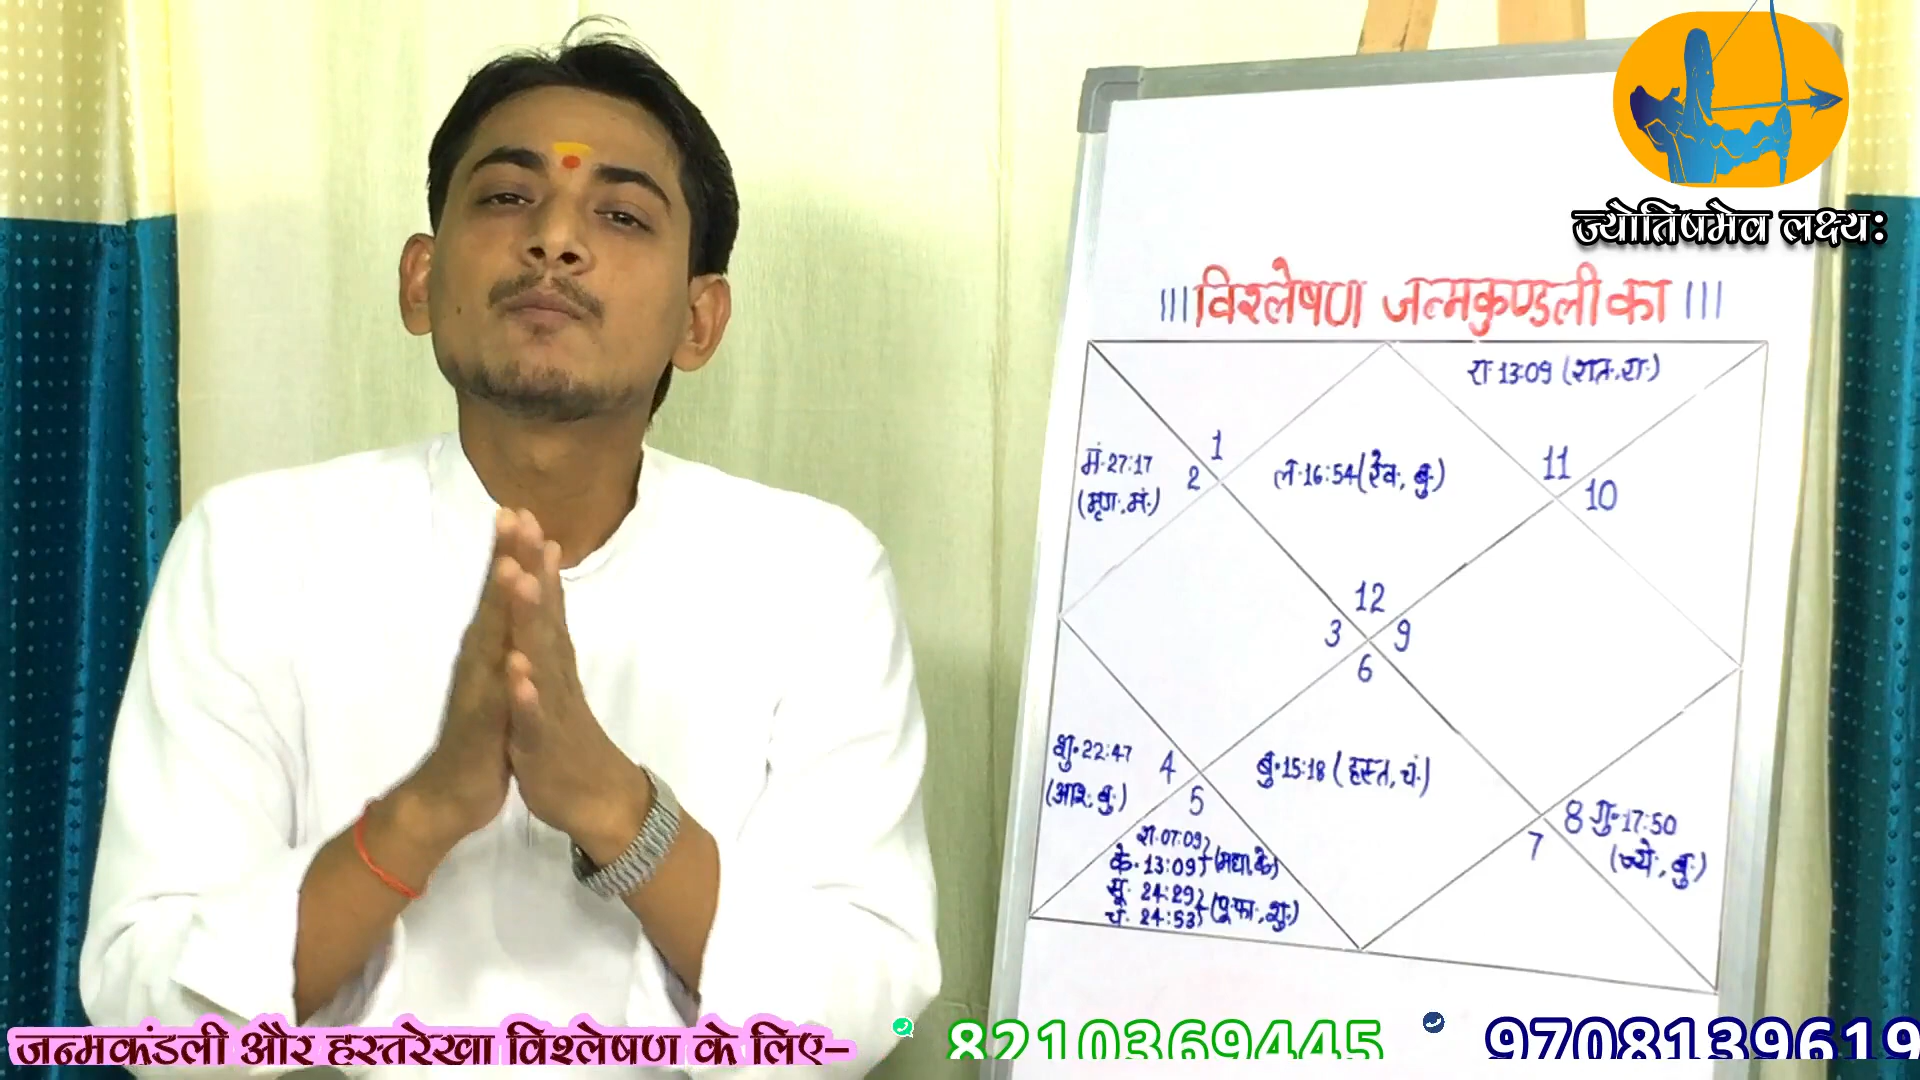 ज्योतिषमेव लक्ष्य:
।।।विश्लेषण जन्मकुण्डली का ।।।
रा· 13:09 (शत·, रा·)
1
11
मं· 27:17
2
ल· 16:54 (रेव·, बु·)
10
(मृग·, मं·)
12
3
9
6
शु· 22:47
4
बु· 15:18 (हस्त, चं·)
(आश्ले·, बु·)
5
8 गु· 17:50
7
(ज्ये·, बु·)
श· 07:09
के· 13:09 } (मघा, के)
सू· 24:29
चं· 24:53 } (पू·फा·, शु·)
जन्मकुंडली और हस्तरेखा विश्लेषण के लिए–
8210369445
9708139619